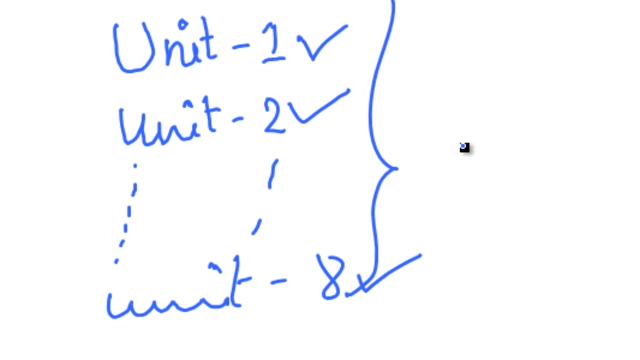 Unit - 1 ✓
unit - 2 ✓
unit - 8 ✓